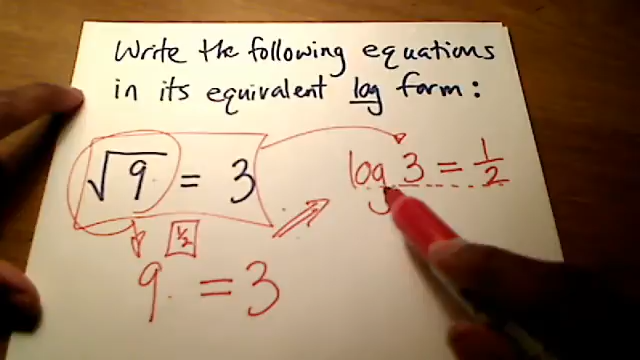 Write the following equations
in its equivalent log form:
√9 = 3
log 3 = 1/2
9^1/2 = 3